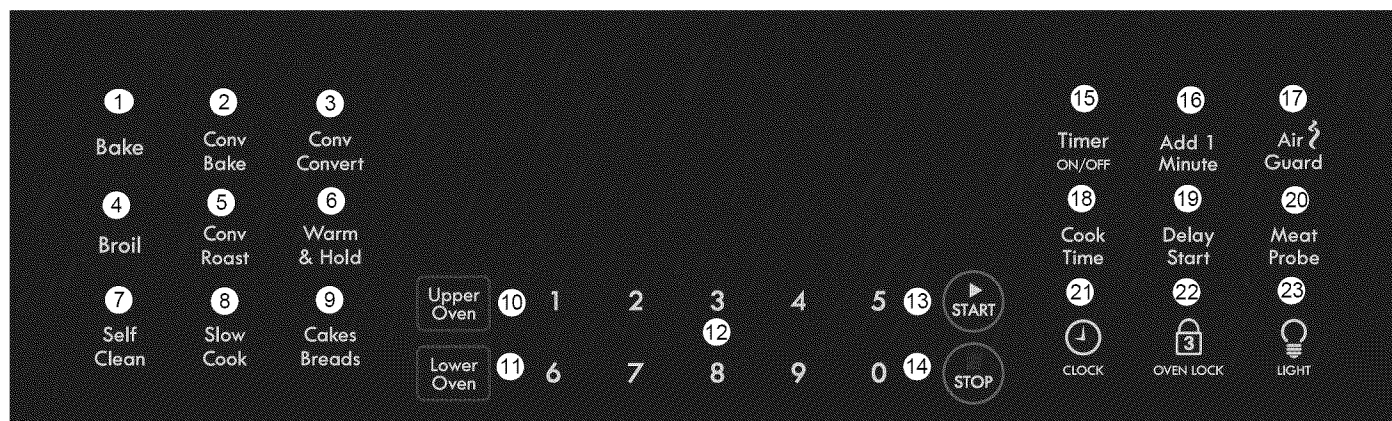 1 2 3
Bake Conv Bake Conv Convert
4 5 6
Broil Conv Roast Warm & Hold
7 8 9
Self Clean Slow Cook Cakes Breads
Upper Oven 10 1 2 3 4 5 13 START
12
Lower Oven 11 6 7 8 9 0 14 STOP
15 16 17
Timer ON/OFF Add 1 Minute Air Guard
18 19 20
Cook Time Delay Start Meat Probe
21 22 23
3
CLOCK OVEN LOCK LIGHT